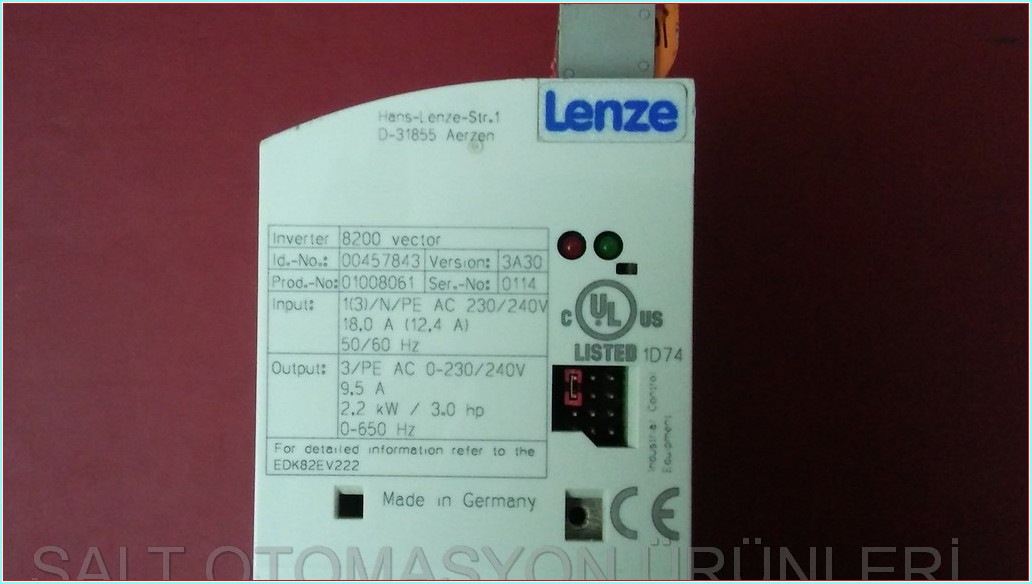 Hans-Lenze-Str.1
D-31855 Aerzen
Lenze
Inverter 8200 vector
Id.-No.: 00457843 Version: 3A30
Prod.-No: 01008061 Ser.-No: 0114
Input: 1(3)/N/PE AC 230/240V
18.0 A (12.4 A)
50/60 Hz
Output: 3/PE AC 0-230/240V
9.5 A
2.2 kW / 3.0 hp
0-650 Hz
For detailed information refer to the
EDK82EV222
Made in Germany
C UL US
LISTED 1D74
Industrial Control
Equipment
CE
SALT OTOMASYON ÜRÜNLERİ